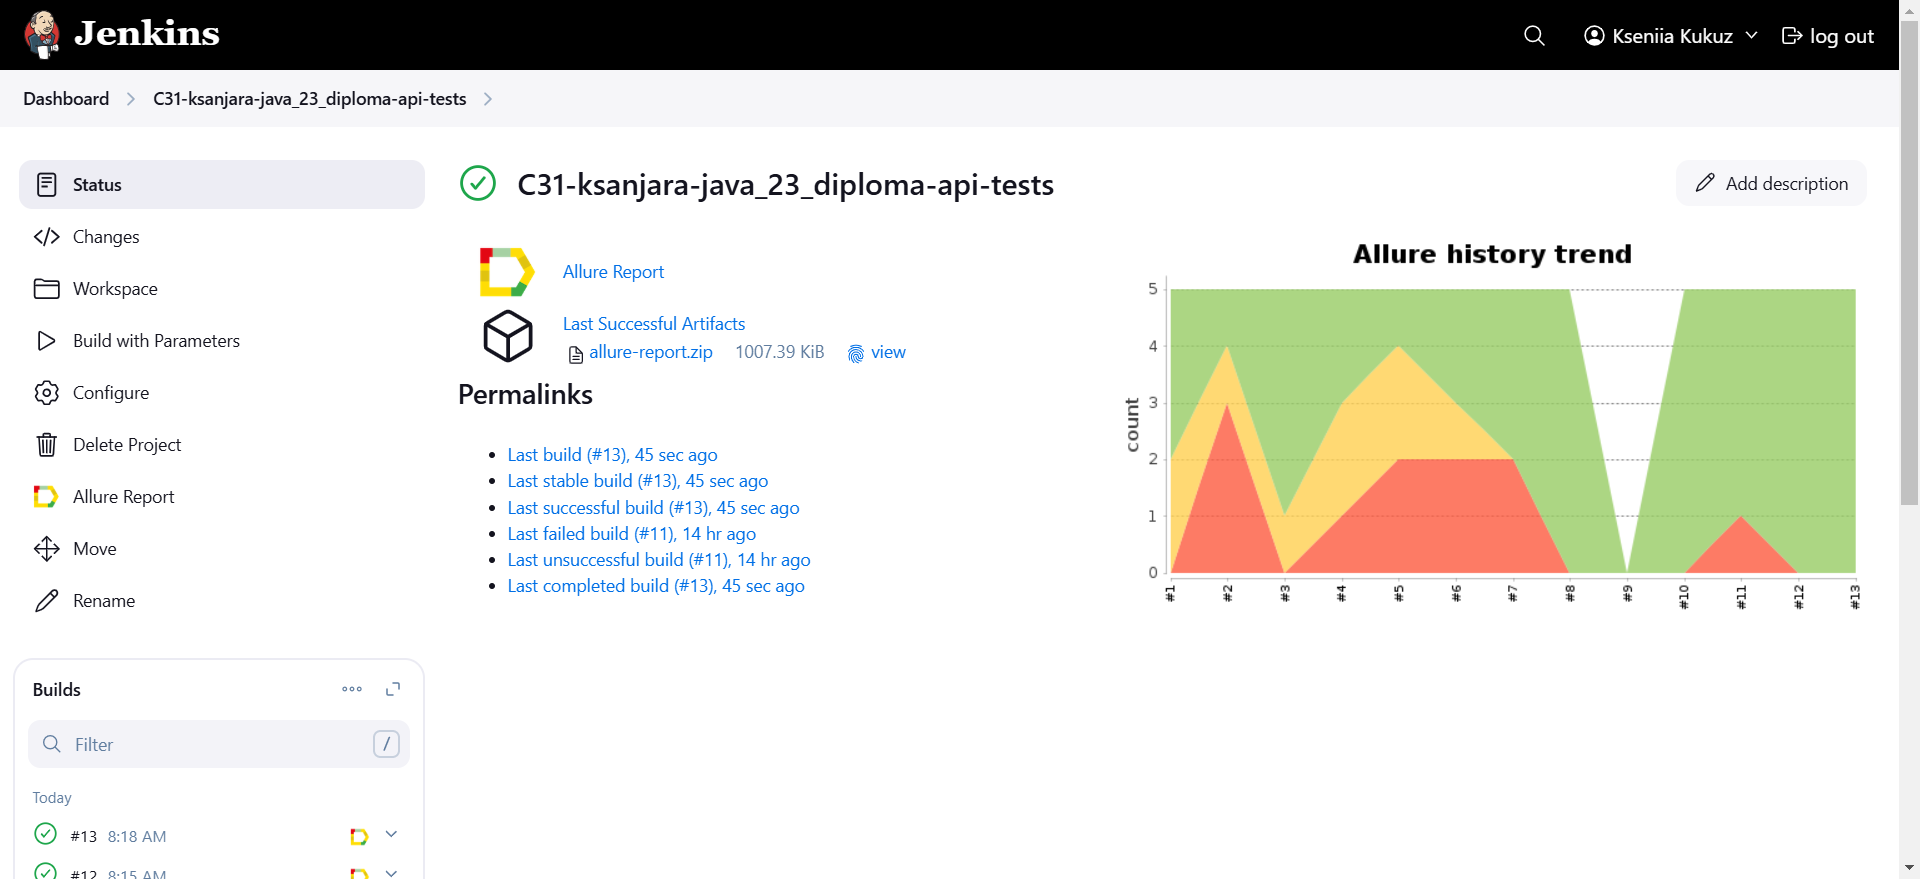 Jenkins
Kseniia Kukuz
log out
Dashboard
C31-ksanjara-java_23_diploma-api-tests
Status
Changes
Workspace
Build with Parameters
Configure
Delete Project
Allure Report
Move
Rename
Builds
Filter
/
Today
#13 8:18 AM
#12 8:15 AM
C31-ksanjara-java_23_diploma-api-tests
Add description
Allure Report
Last Successful Artifacts
allure-report.zip 1007.39 KiB view
Permalinks
Last build (#13), 45 sec ago
Last stable build (#13), 45 sec ago
Last successful build (#13), 45 sec ago
Last failed build (#11), 14 hr ago
Last unsuccessful build (#11), 14 hr ago
Last completed build (#13), 45 sec ago
Allure history trend
count
5
4
3
2
1
0
#1 #2 #3 #4 #5 #6 #7 #8 #9 #10 #11 #12 #13